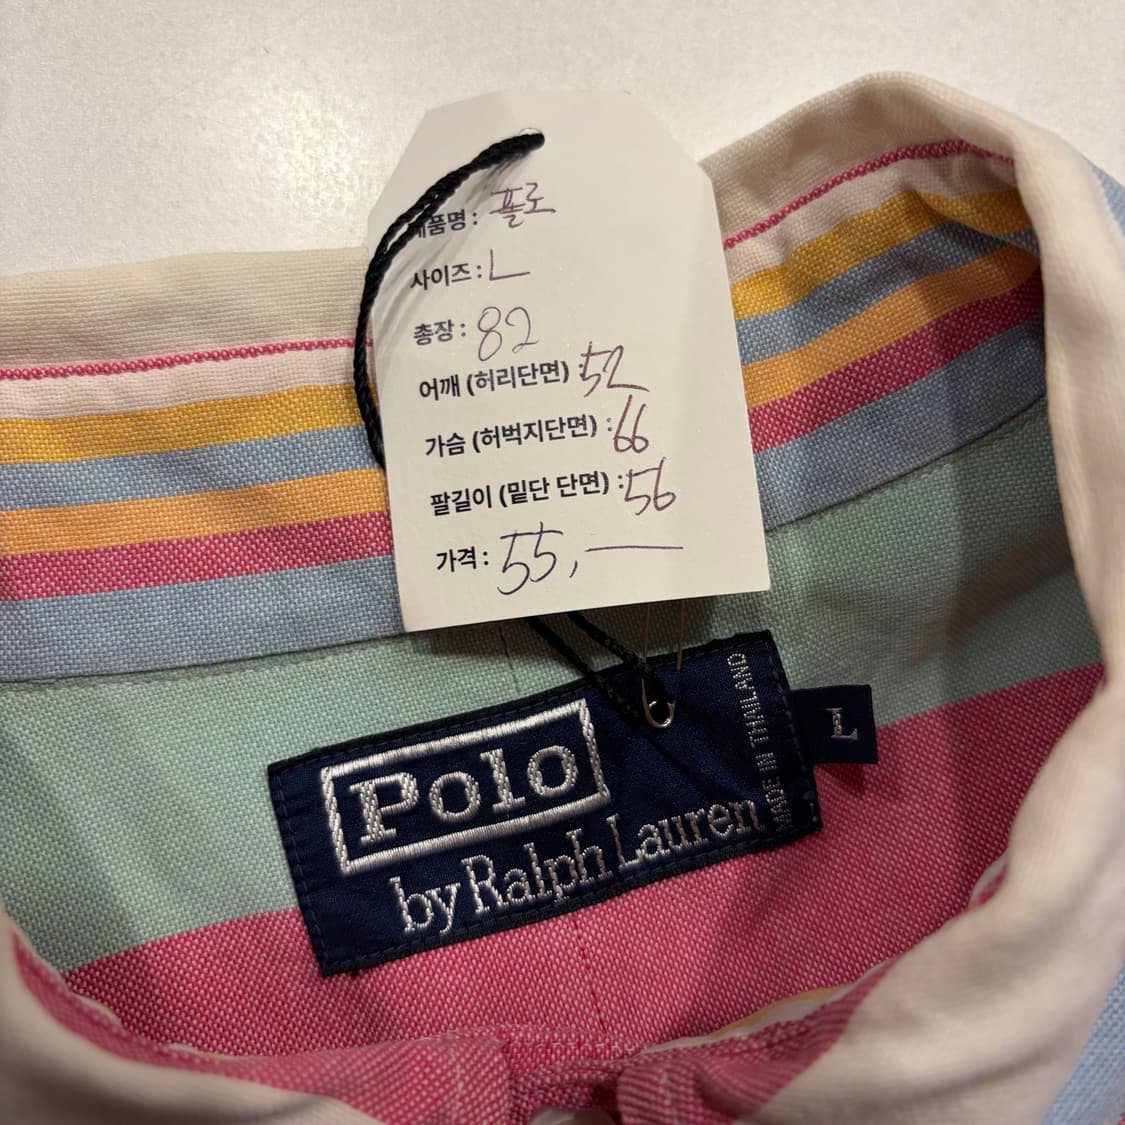 제품명 : 폴로
사이즈 : L
총장 : 82
어깨 (허리단면) : 52
가슴 (허벅지단면) : 66
팔길이 (밑단 단면) : 56
가격 : 55,—
Polo
by Ralph Lauren
MADE IN THAILAND
L